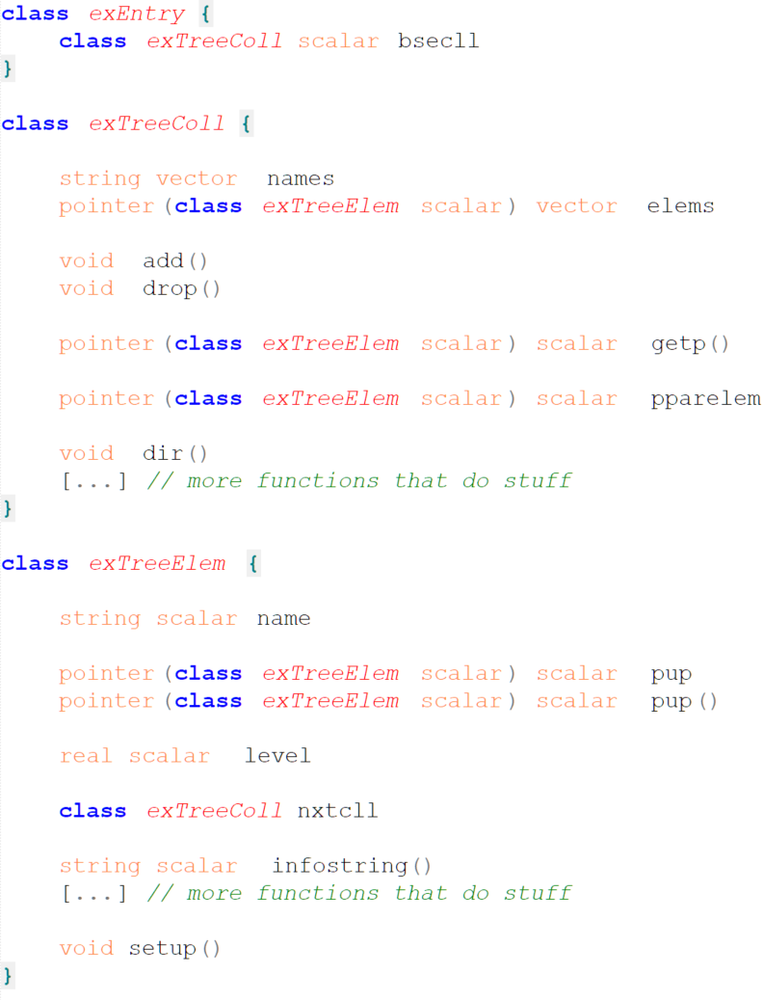 class exEntry {
class exTreeColl scalar bsecll
}
class exTreeColl {
string vector names
pointer(class exTreeElem scalar) vector elems
void add()
void drop()
pointer(class exTreeElem scalar) scalar getp()
pointer(class exTreeElem scalar) scalar pparelem
void dir()
[...] // more functions that do stuff
}
class exTreeElem {
string scalar name
pointer(class exTreeElem scalar) scalar pup
pointer(class exTreeElem scalar) scalar pup()
real scalar level
class exTreeColl nxtcll
string scalar infostring()
[...] // more functions that do stuff
void setup()
}